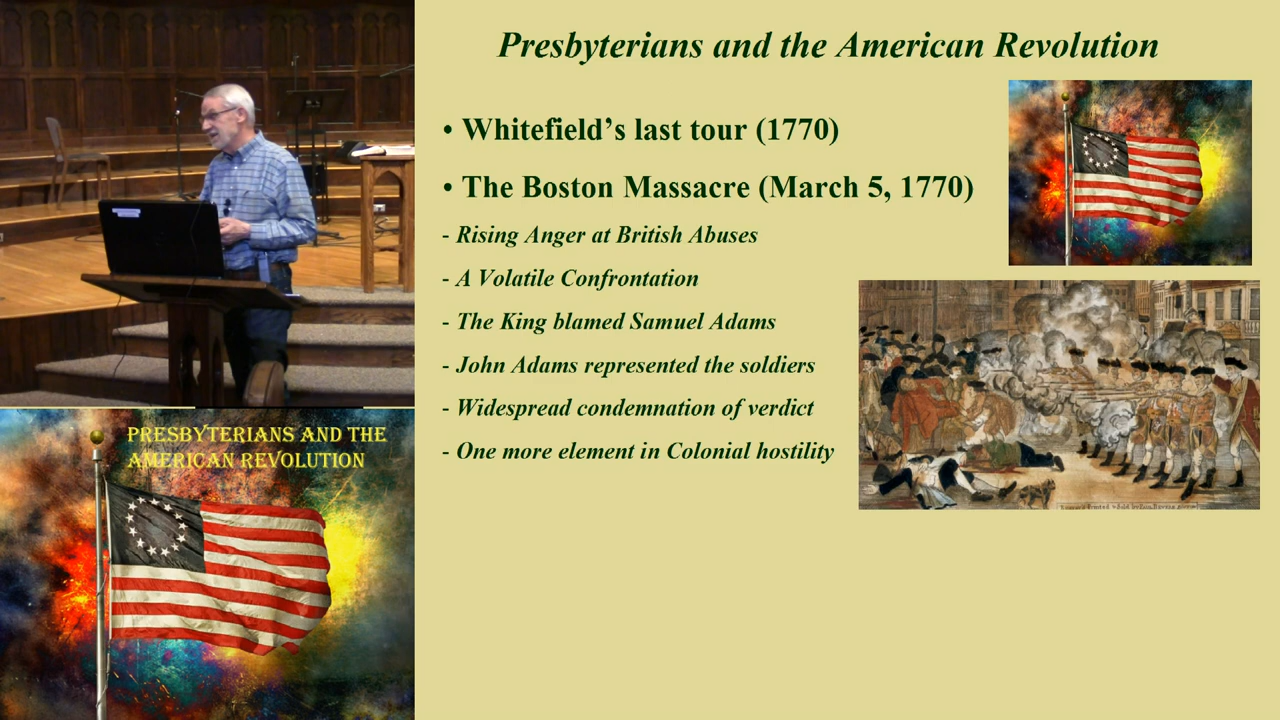 Presbyterians and the American Revolution
• Whitefield’s last tour (1770)
• The Boston Massacre (March 5, 1770)
- Rising Anger at British Abuses
- A Volatile Confrontation
- The King blamed Samuel Adams
- John Adams represented the soldiers
- Widespread condemnation of verdict
- One more element in Colonial hostility
PRESBYTERIANS AND THE
AMERICAN REVOLUTION